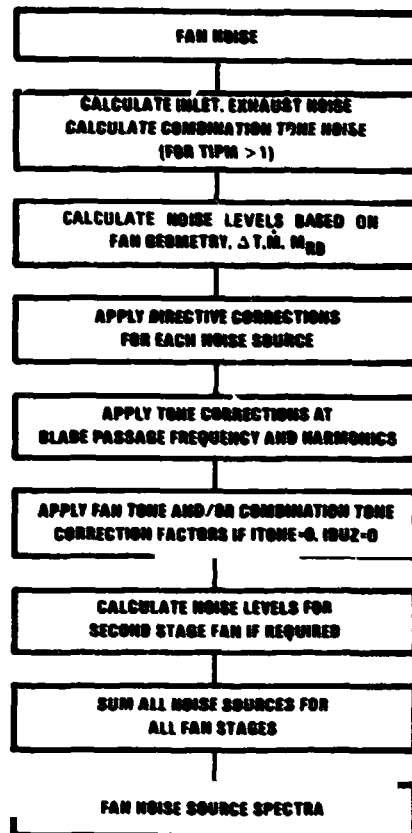 FAN NOISE
CALCULATE INLET, EXHAUST NOISE
CALCULATE COMBINATION TONE NOISE
(FOR TIPM > 1)
CALCULATE NOISE LEVELS BASED ON
FAN GEOMETRY, Δ T, Ṁ, M_RD
APPLY DIRECTIVE CORRECTIONS
FOR EACH NOISE SOURCE
APPLY TONE CORRECTIONS AT
BLADE PASSAGE FREQUENCY AND HARMONICS
APPLY FAN TONE AND/OR COMBINATION TONE
CORRECTION FACTORS IF ITONE=0, IBUZ=0
CALCULATE NOISE LEVELS FOR
SECOND STAGE FAN IF REQUIRED
SUM ALL NOISE SOURCES FOR
ALL FAN STAGES
FAN NOISE SOURCE SPECTRA